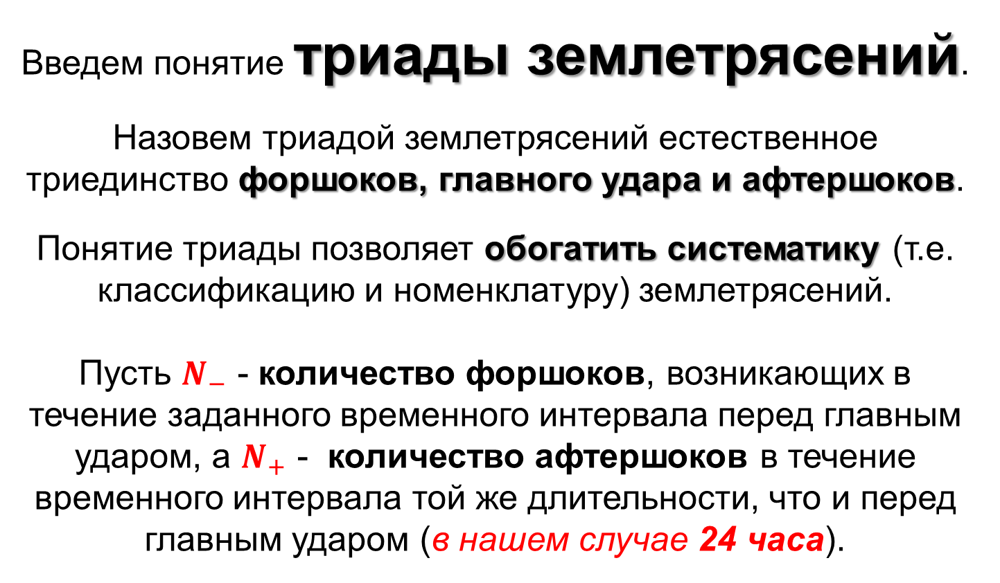 Введем понятие триады землетрясений.
Назовем триадой землетрясений естественное
триединство форшоков, главного удара и афтершоков.
Понятие триады позволяет обогатить систематику (т.е.
классификацию и номенклатуру) землетрясений.
Пусть N₋ - количество форшоков, возникающих в
течение заданного временного интервала перед главным
ударом, а N₊ - количество афтершоков в течение
временного интервала той же длительности, что и перед
главным ударом (в нашем случае 24 часа).